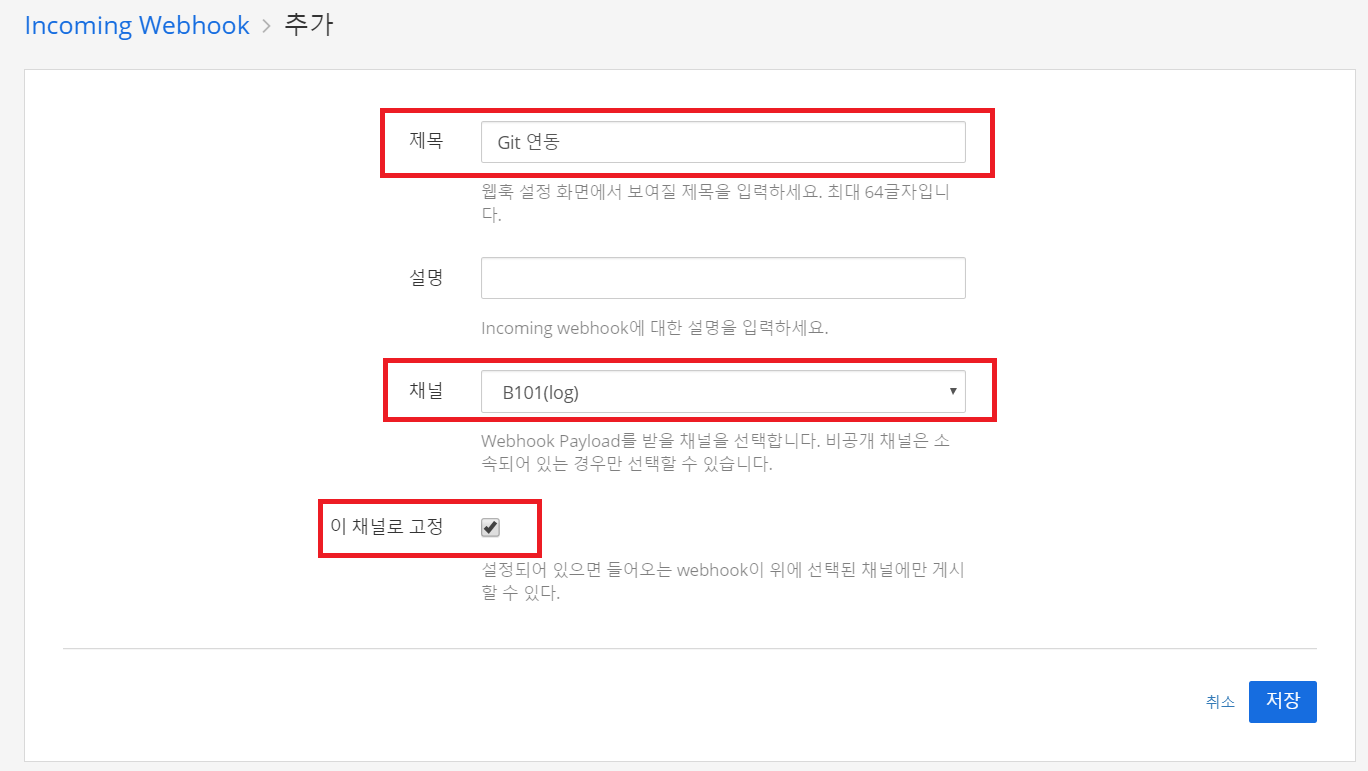 Incoming Webhook > 추가
제목 Git 연동
웹훅 설정 화면에서 보여질 제목을 입력하세요. 최대 64글자입니
다.
설명
Incoming webhook에 대한 설명을 입력하세요.
채널 B101(log)
Webhook Payload를 받을 채널을 선택합니다. 비공개 채널은 소
속되어 있는 경우만 선택할 수 있습니다.
이 채널로 고정
설정되어 있으면 들어오는 webhook이 위에 선택된 채널에만 게시
할 수 있다.
취소 저장